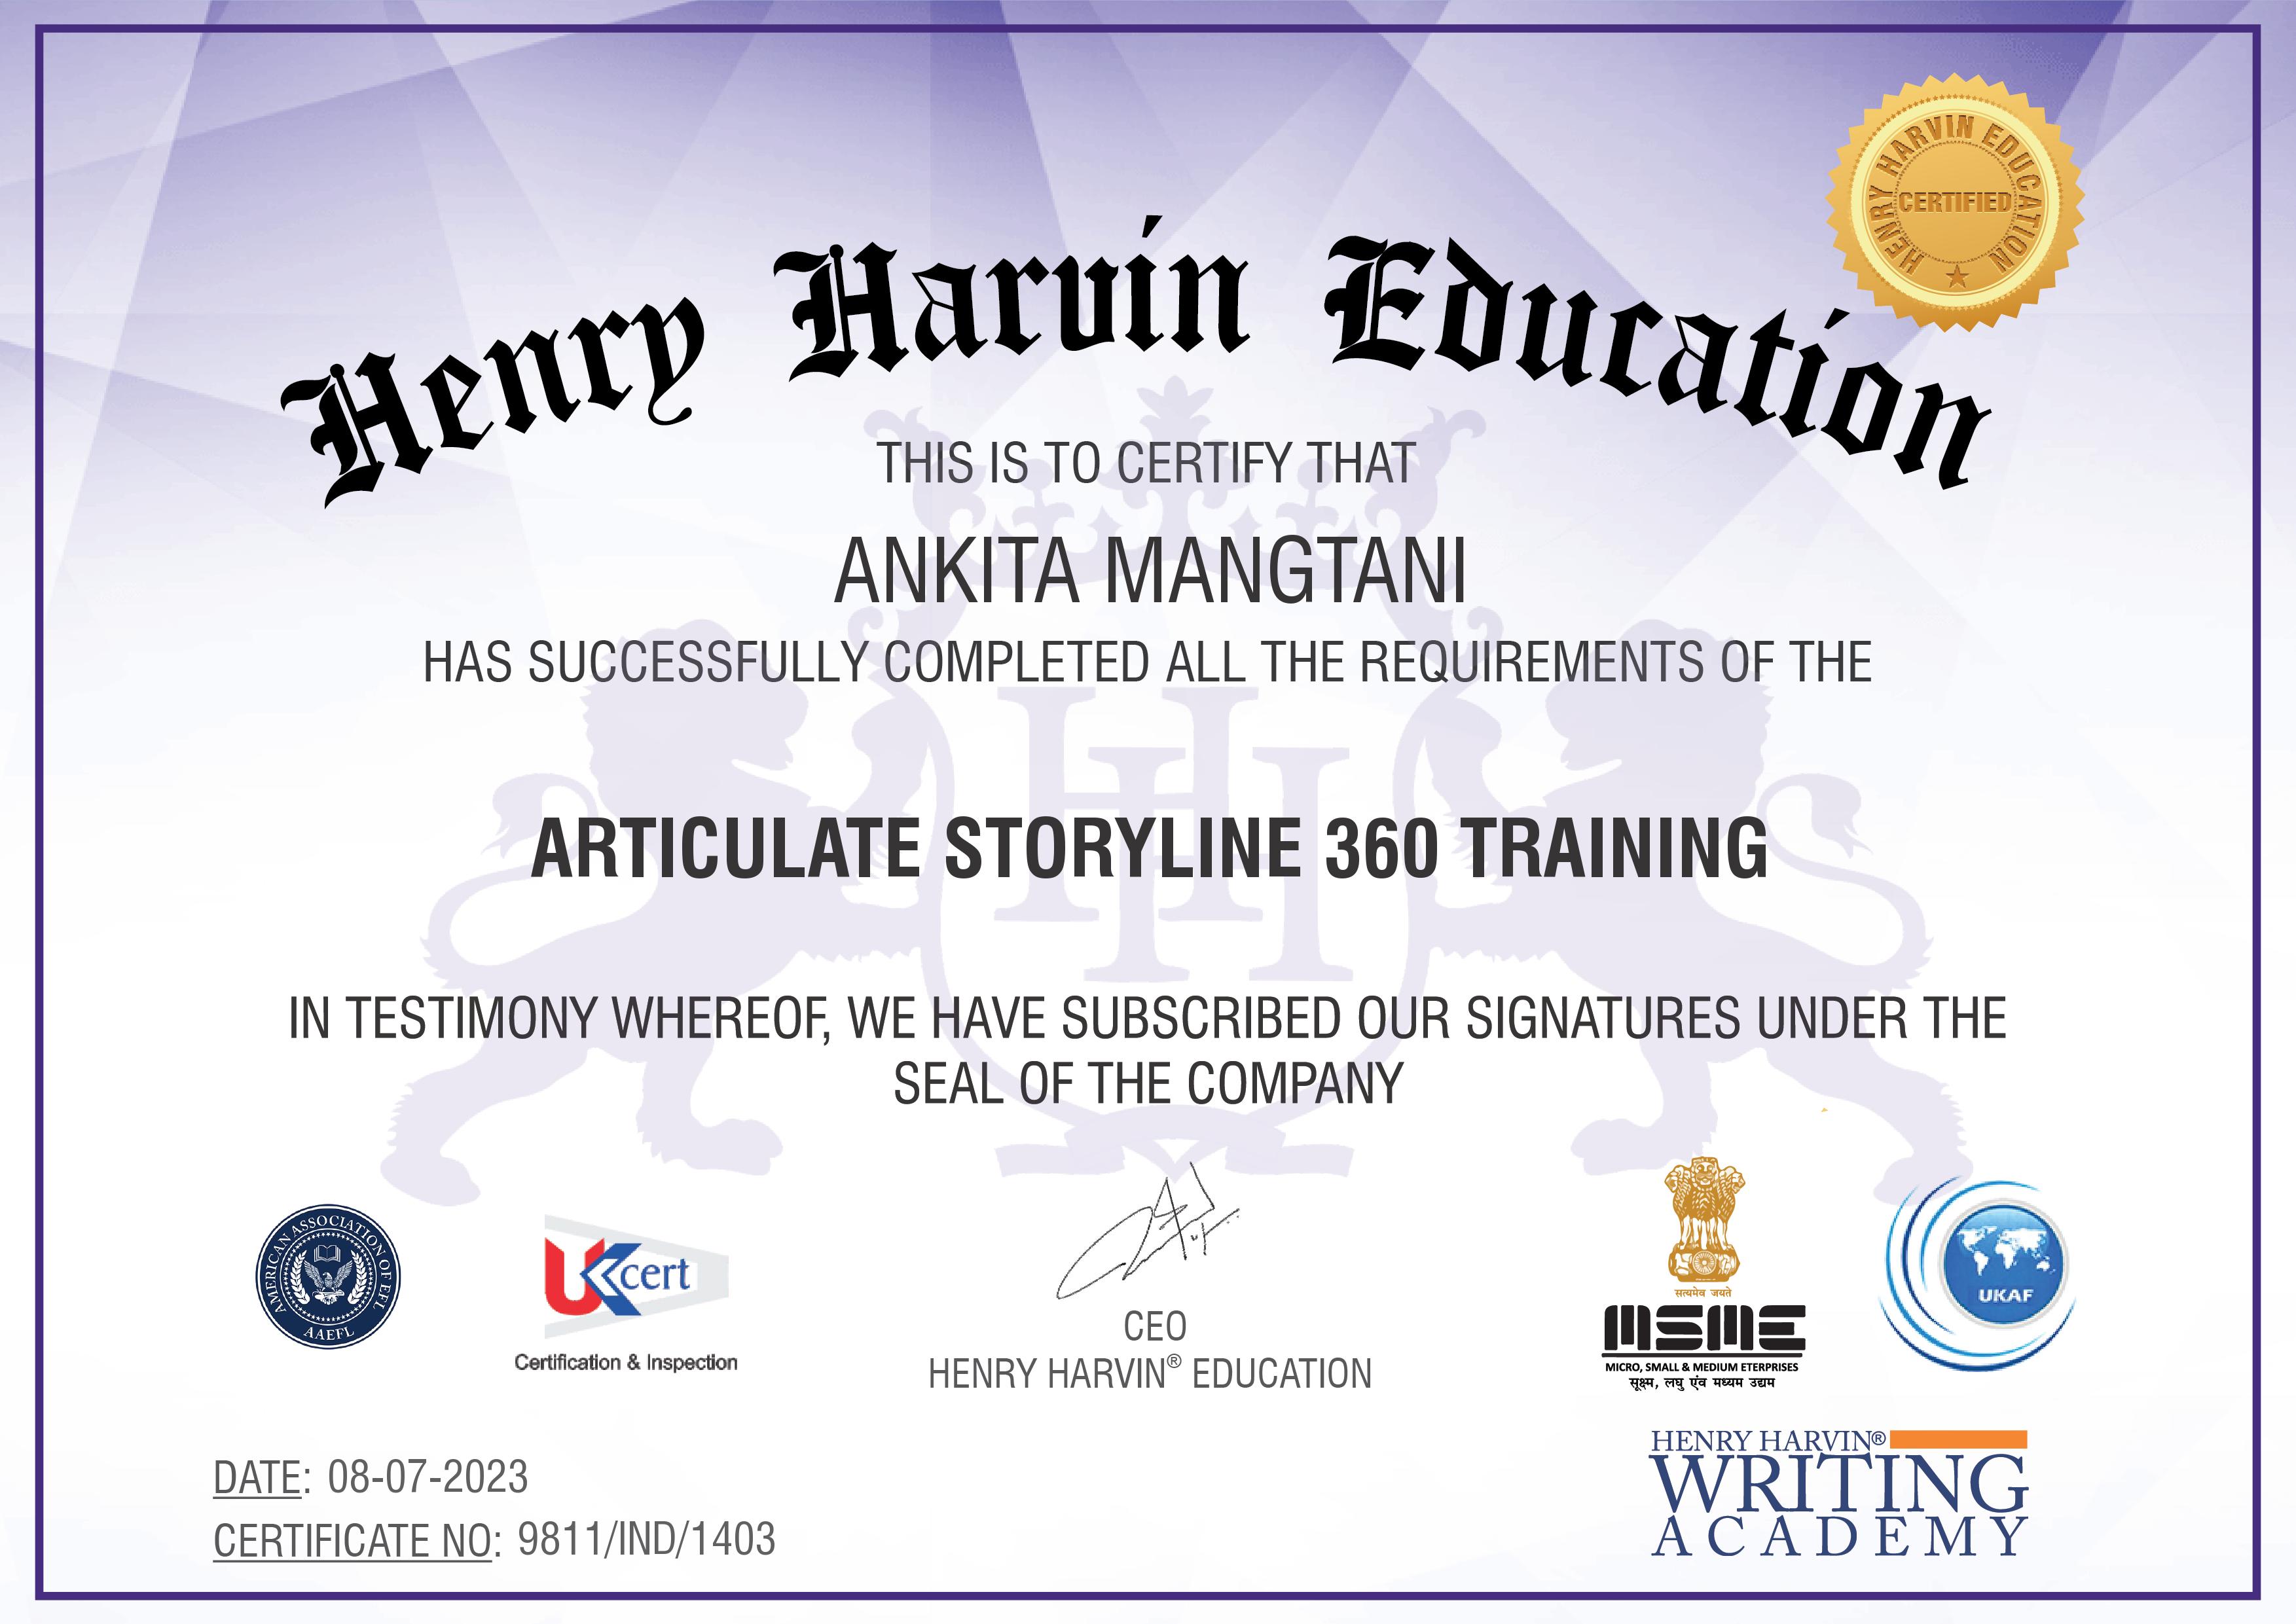 HENRY HARVIN EDUCATION
CERTIFIED
Henry Harvin Education
THIS IS TO CERTIFY THAT
ANKITA MANGTANI
HAS SUCCESSFULLY COMPLETED ALL THE REQUIREMENTS OF THE
HH
ARTICULATE STORYLINE 360 TRAINING
IN TESTIMONY WHEREOF, WE HAVE SUBSCRIBED OUR SIGNATURES UNDER THE
SEAL OF THE COMPANY
AMERICAN ASSOCIATION OF EFL
AAEFL
UK cert
Certification & Inspection
CEO
HENRY HARVIN® EDUCATION
सत्यमेव जयते
MSME
MICRO, SMALL & MEDIUM ETERPRISES
सूक्ष्म, लघु एंव मध्यम उद्यम
UKAF
HENRY HARVIN®
WRITING
ACADEMY
DATE: 08-07-2023
CERTIFICATE NO: 9811/IND/1403